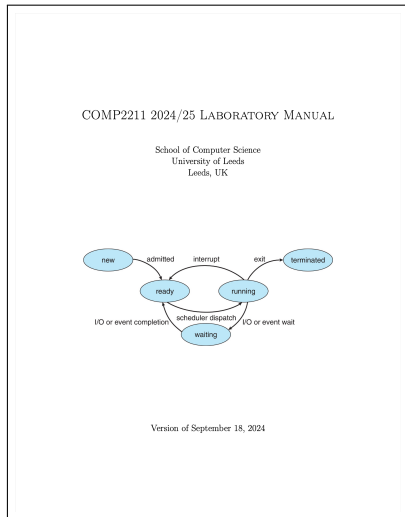 COMP2211 2024/25 LABORATORY MANUAL
School of Computer Science
University of Leeds
Leeds, UK
new
admitted
interrupt
exit
terminated
ready
running
I/O or event completion
scheduler dispatch
I/O or event wait
waiting
Version of September 18, 2024